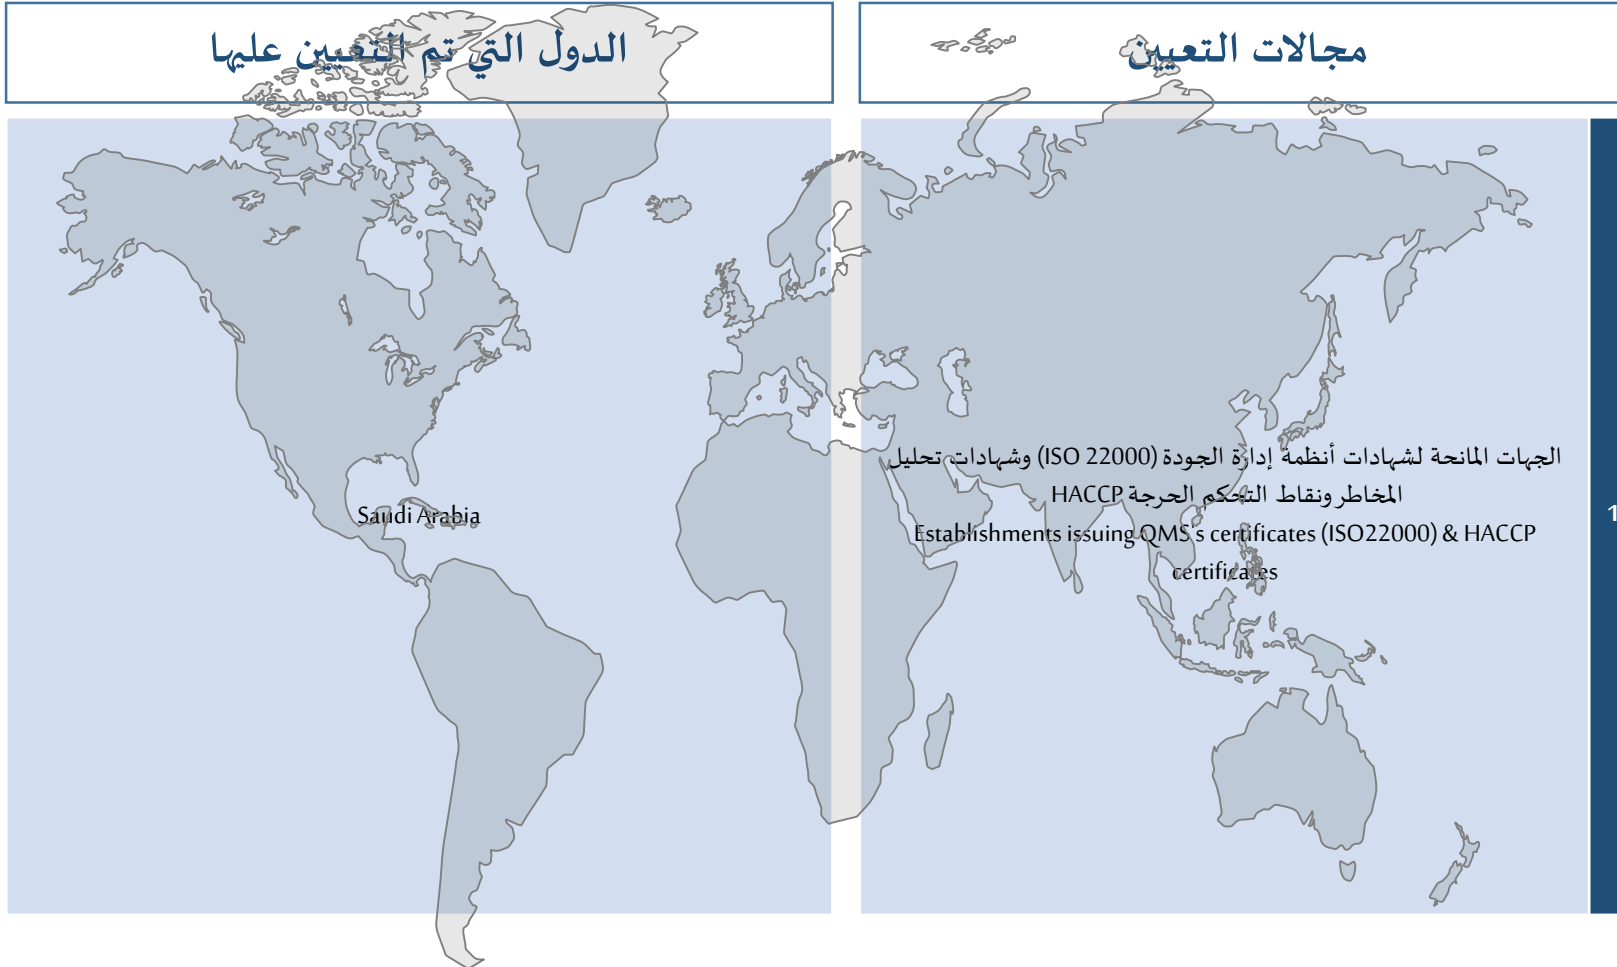 مجالات التعيين
الدول التي تم التعيين عليها
1
الجهات المانحة لشهادات أنظمة إدارة الجودة (ISO 22000) وشهادات تحليل
المخاطر ونقاط التحكم الحرجة HACCP
Establishments issuing QMS's certificates (ISO22000) & HACCP
certificates
Saudi Arabia